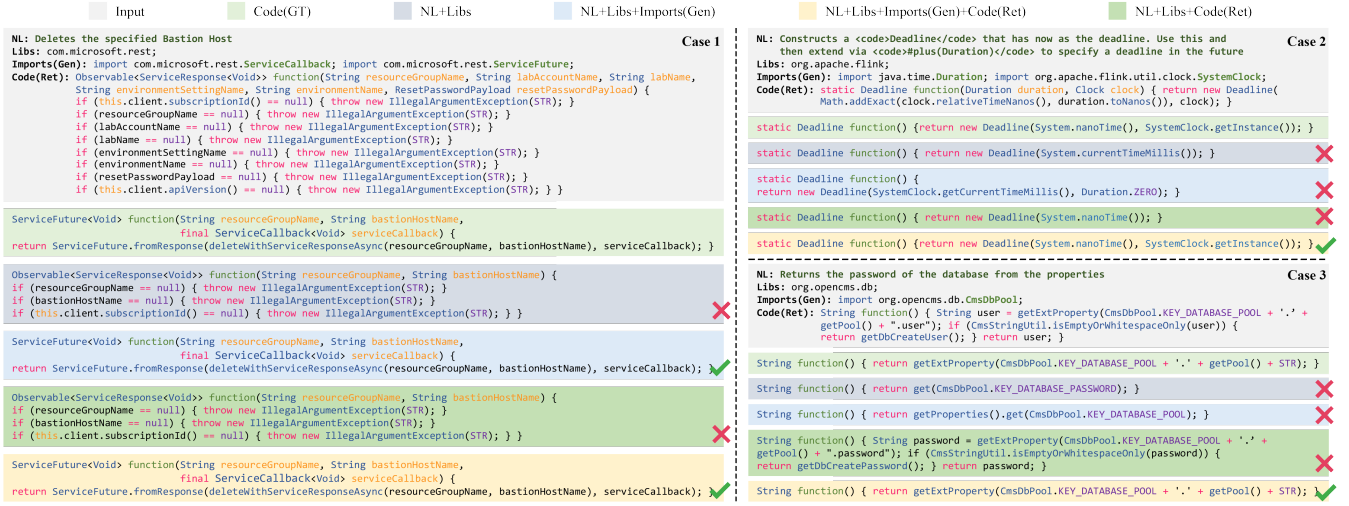 Input
Code(GT)
NL+Libs
NL+Libs+Imports(Gen)
NL+Libs+Imports(Gen)+Code(Ret)
NL+Libs+Code(Ret)
NL: Deletes the specified Bastion Host
Case 1
Libs: com.microsoft.rest;
Imports(Gen): import com.microsoft.rest.ServiceCallback; import com.microsoft.rest.ServiceFuture;
Code(Ret): Observable<ServiceResponse<Void>> function(String resourceGroupName, String labAccountName, String labName,
String environmentSettingName, String environmentName, ResetPasswordPayload resetPasswordPayload) {
if (this.client.subscriptionId() == null) { throw new IllegalArgumentException(STR); }
if (resourceGroupName == null) { throw new IllegalArgumentException(STR); }
if (labAccountName == null) { throw new IllegalArgumentException(STR); }
if (labName == null) { throw new IllegalArgumentException(STR); }
if (environmentSettingName == null) { throw new IllegalArgumentException(STR); }
if (environmentName == null) { throw new IllegalArgumentException(STR); }
if (resetPasswordPayload == null) { throw new IllegalArgumentException(STR); }
if (this.client.apiVersion() == null) { throw new IllegalArgumentException(STR); } }
ServiceFuture<Void> function(String resourceGroupName, String bastionHostName,
final ServiceCallback<Void> serviceCallback) {
return ServiceFuture.fromResponse(deleteWithServiceResponseAsync(resourceGroupName, bastionHostName), serviceCallback); }
Observable<ServiceResponse<Void>> function(String resourceGroupName, String bastionHostName) {
if (resourceGroupName == null) { throw new IllegalArgumentException(STR); }
if (bastionHostName == null) { throw new IllegalArgumentException(STR); }
if (this.client.subscriptionId() == null) { throw new IllegalArgumentException(STR); } }
ServiceFuture<Void> function(String resourceGroupName, String bastionHostName,
final ServiceCallback<Void> serviceCallback) {
return ServiceFuture.fromResponse(deleteWithServiceResponseAsync(resourceGroupName, bastionHostName), serviceCallback); }
Observable<ServiceResponse<Void>> function(String resourceGroupName, String bastionHostName) {
if (resourceGroupName == null) { throw new IllegalArgumentException(STR); }
if (bastionHostName == null) { throw new IllegalArgumentException(STR); }
if (this.client.subscriptionId() == null) { throw new IllegalArgumentException(STR); } }
ServiceFuture<Void> function(String resourceGroupName, String bastionHostName,
final ServiceCallback<Void> serviceCallback) {
return ServiceFuture.fromResponse(deleteWithServiceResponseAsync(resourceGroupName, bastionHostName), serviceCallback); }
NL: Constructs a <code>Deadline</code> that has now as the deadline. Use this and
Case 2
then extend via <code>#plus(Duration)</code> to specify a deadline in the future
Libs: org.apache.flink;
Imports(Gen): import java.time.Duration; import org.apache.flink.util.clock.SystemClock;
Code(Ret): static Deadline function(Duration duration, Clock clock) { return new Deadline(
Math.addExact(clock.relativeTimeNanos(), duration.toNanos()), clock); }
static Deadline function() {return new Deadline(System.nanoTime(), SystemClock.getInstance()); }
static Deadline function() { return new Deadline(System.currentTimeMillis()); }
static Deadline function() {
return new Deadline(SystemClock.getCurrentTimeMillis(), Duration.ZERO); }
static Deadline function() { return new Deadline(System.nanoTime()); }
static Deadline function() {return new Deadline(System.nanoTime(), SystemClock.getInstance()); }
NL: Returns the password of the database from the properties
Case 3
Libs: org.opencms.db;
Imports(Gen): import org.opencms.db.CmsDbPool;
Code(Ret): String function() { String user = getExtProperty(CmsDbPool.KEY_DATABASE_POOL + '.’ +
getPool() + ".user"); if (CmsStringUtil.isEmptyOrWhitespaceOnly(user)) {
return getDbCreateUser(); } return user; }
String function() { return getExtProperty(CmsDbPool.KEY_DATABASE_POOL + '.' + getPool() + STR); }
String function() { return get(CmsDbPool.KEY_DATABASE_PASSWORD); }
String function() { return getProperties().get(CmsDbPool.KEY_DATABASE_POOL); }
String function() { String password = getExtProperty(CmsDbPool.KEY_DATABASE_POOL + '.’ +
getPool() + ".password"); if (CmsStringUtil.isEmptyOrWhitespaceOnly(password)) {
return getDbCreatePassword(); } return password; }
String function() { return getExtProperty(CmsDbPool.KEY_DATABASE_POOL + '.' + getPool() + STR); }